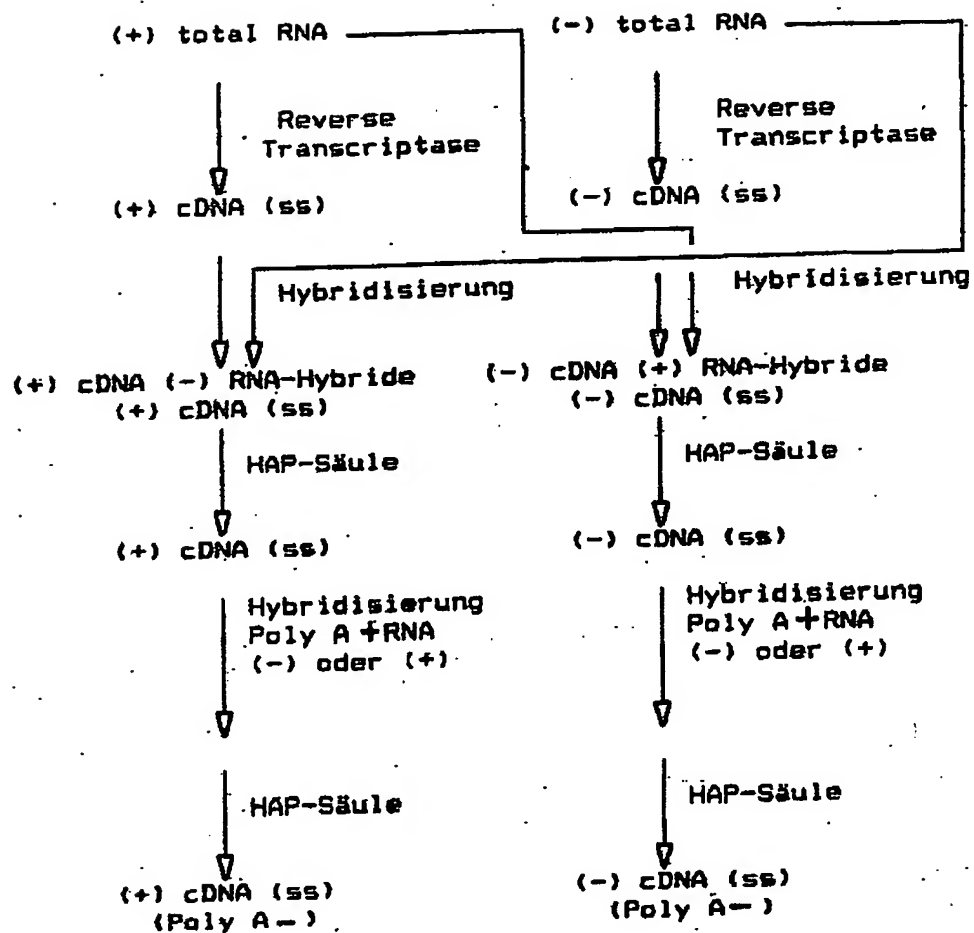 (+) total RNA
(-) total RNA
Reverse
Transcriptase
Reverse
Transcriptase
(+) cDNA (ss)
(-) cDNA (ss)
Hybridisierung
Hybridisierung
(+) cDNA (-) RNA-Hybride
(+) cDNA (ss)
(-) cDNA (+) RNA-Hybride
(-) cDNA (ss)
HAP-Säule
HAP-Säule
(+) cDNA (ss)
(-) cDNA (ss)
Hybridisierung
Poly A+RNA
(-) oder (+)
Hybridisierung
Poly A+RNA
(-) oder (+)
HAP-Säule
HAP-Säule
(+) cDNA (ss)
(Poly A-)
(-) cDNA (ss)
(Poly A-)